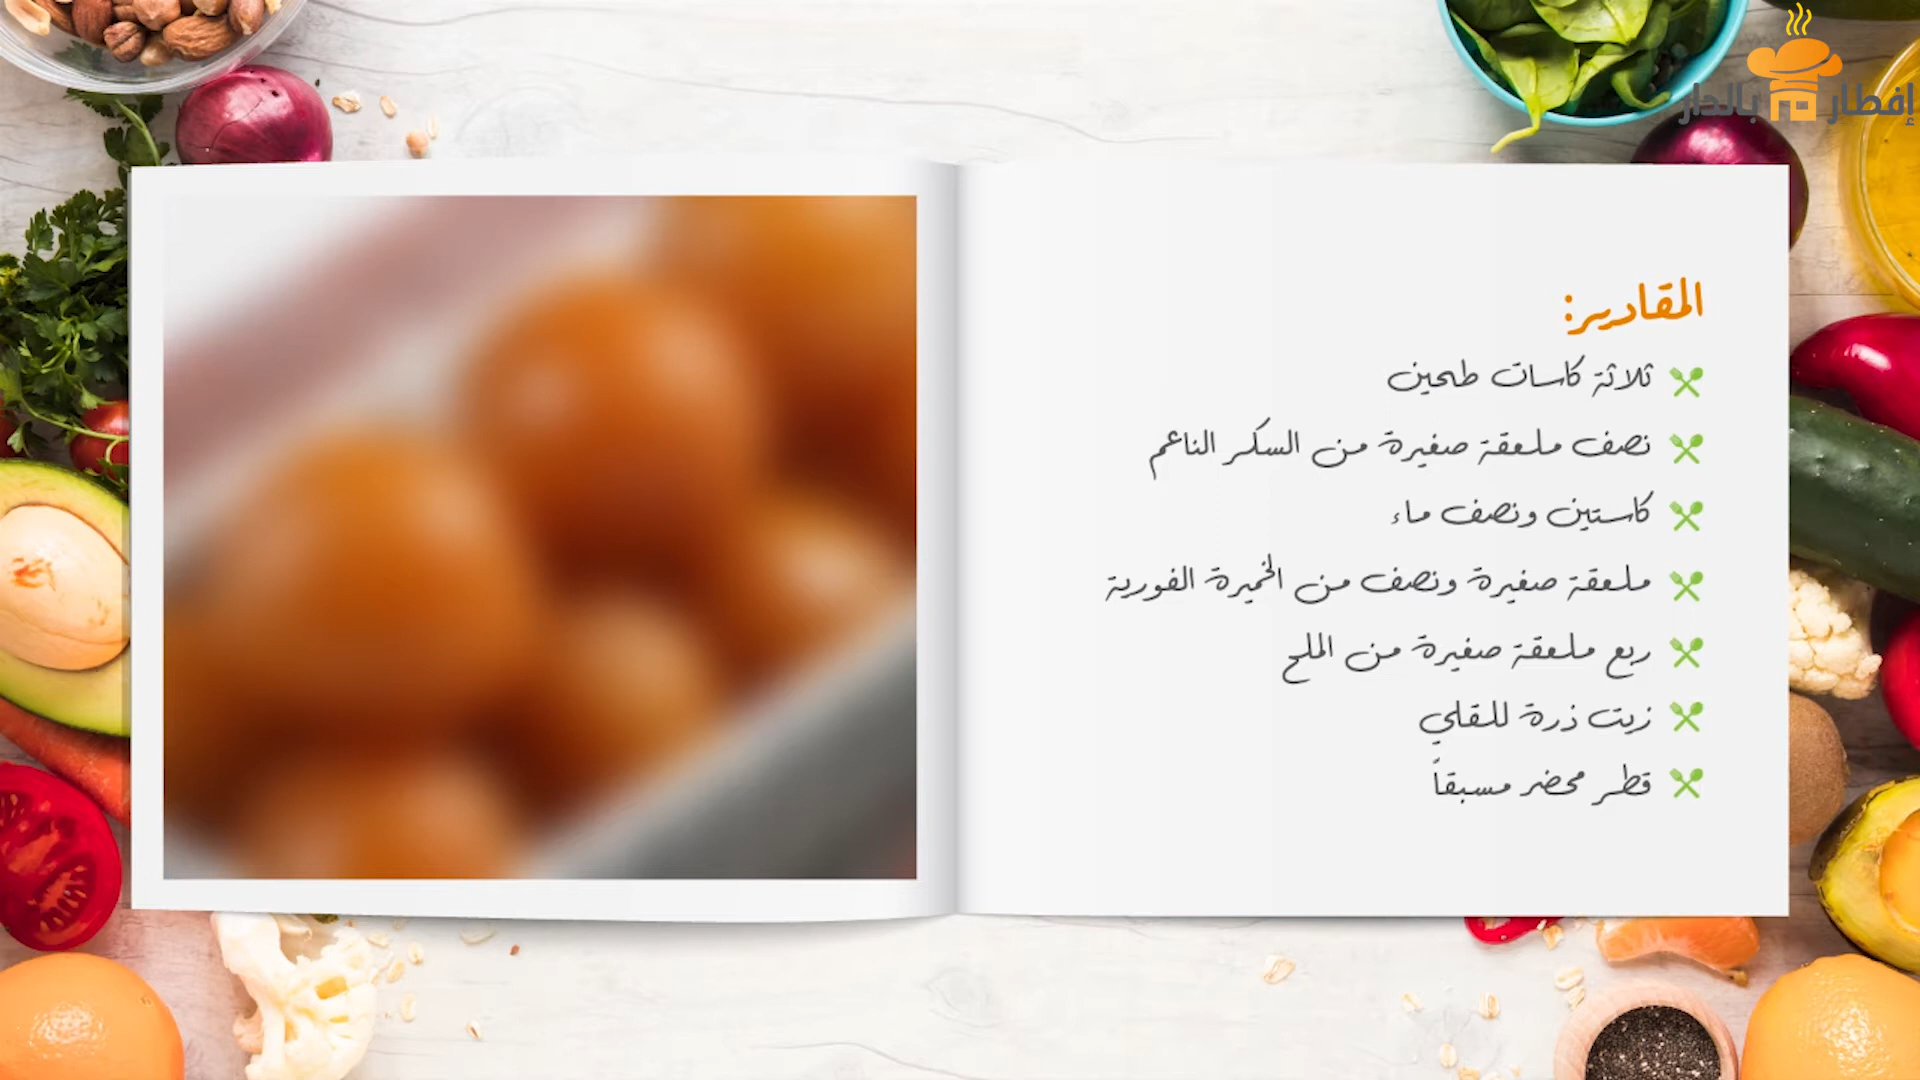 إفطار بالدار
المقادير:
ثلاثة كاسات طحين
نصف ملعقة صغيرة من السكر الناعم
كاستين ونصف ماء
ملعقة صغيرة ونصف من الخميرة الفورية
ربع ملعقة صغيرة من الملح
زيت ذرة للقلي
قطر محضر مسبقاً